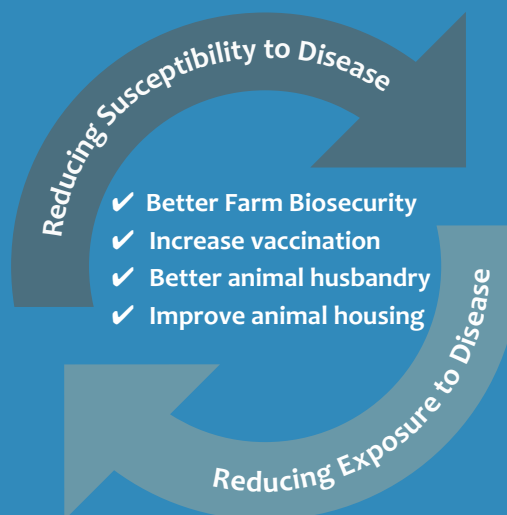 Reducing Susceptibility to Disease
✔ Better Farm Biosecurity
✔ Increase vaccination
✔ Better animal husbandry
✔ Improve animal housing
Reducing Exposure to Disease